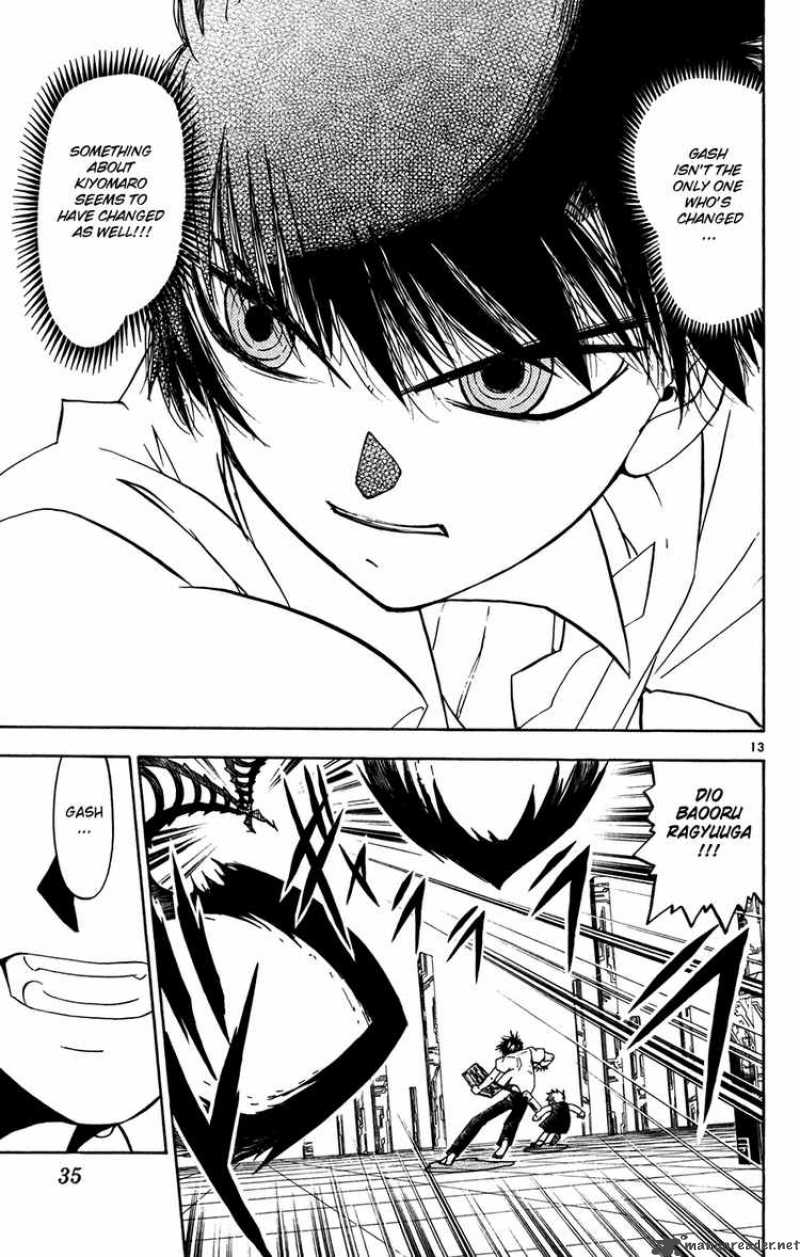 GASH
ISN'T THE
ONLY ONE
WHO'S
CHANGED
...
SOMETHING
ABOUT
KIYOMARO
SEEMS TO
HAVE CHANGED
AS WELL!!!
13
DIO
BAOORU
RAGYUUGA
!!!
GASH
...
35
mangareader.net